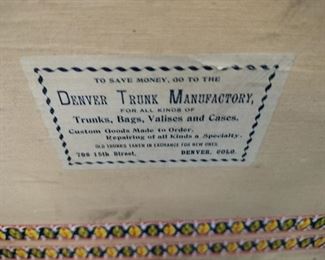 TO SAVE MONEY, GO TO THE
DENVER TRUNK MANUFACTORY,
FOR ALL KINDS OF
Trunks, Bags, Valises and Cases.
Custom Goods Made to Order.
Repairing of all Kinds a Specialty.
OLD TRUNKS TAKEN IN EXCHANGE FOR NEW ONES.
708 15th Street, DENVER, COLO.